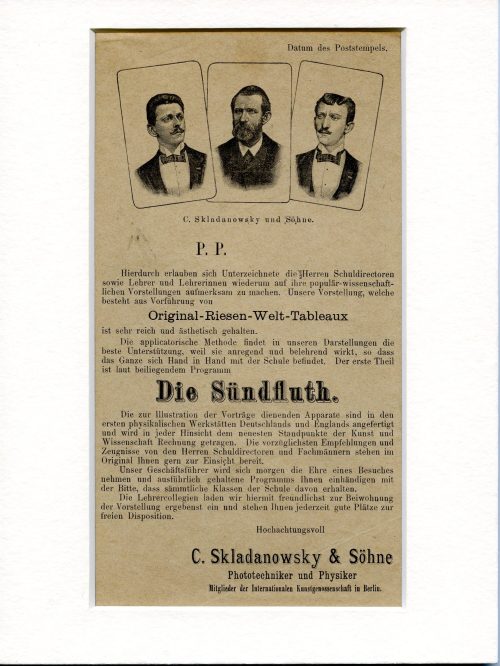 Datum des Poststempels.
C. Skladanowsky und Söhne.
P. P.
Hierdurch erlauben sich Unterzeichnete die Herren Schuldirectoren
sowie Lehrer und Lehrerinnen wiederum auf ihre populär-wissenschaft-
lichen Vorstellungen aufmerksam zu machen. Unsere Vorstellung, welche
besteht aus Vorführung von
Original-Riesen-Welt-Tableaux
ist sehr reich und ästhetisch gehalten.
Die applicatorische Methode findet in unseren Darstellungen die
beste Unterstützung, weil sie anregend und belehrend wirkt, so dass
das Ganze sich Hand in Hand mit der Schule befindet. Der erste Theil
ist laut beiliegendem Programm
Die Sündfluth.
Die zur Illustration der Vorträge dienenden Apparate sind in den
ersten physikalischen Werkstätten Deutschlands und Englands angefertigt
und wird in jeder Hinsicht dem neuesten Standpunkte der Kunst und
Wissenschaft Rechnung getragen. Die vorzüglichsten Empfehlungen und
Zeugnisse von den Herren Schuldirectoren und Fachmännern stehen im
Original Ihnen gern zur Einsicht bereit.
Unser Geschäftsführer wird sich morgen die Ehre eines Besuches
nehmen und ausführlich gehaltene Programms Ihnen einhändigen mit
der Bitte, dass sämmtliche Klassen der Schule davon erhalten.
Die Lehrercollegien laden wir hiermit freundlichst zur Beiwohnung
der Vorstellung ergebenst ein und stehen Ihnen jederzeit gute Plätze zur
freien Disposition.
Hochachtungsvoll
C. Skladanowsky & Söhne
Phototechniker und Physiker
Mitglieder der Internationalen Kunstgenossenschaft in Berlin.